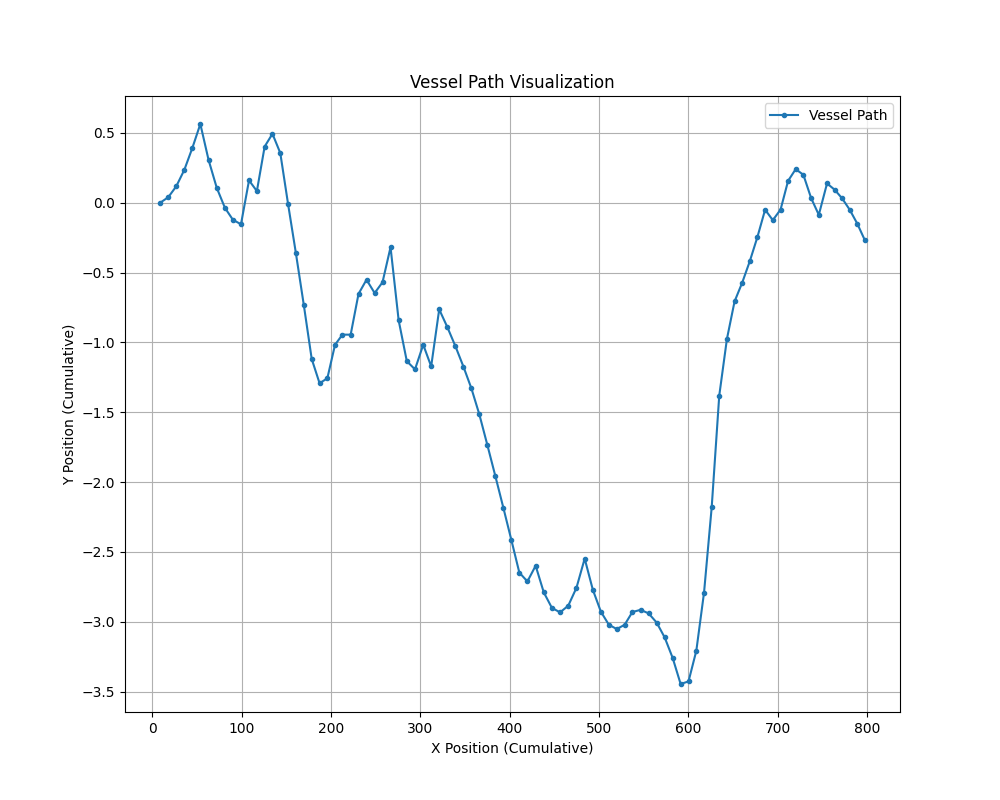 Vessel Path Visualization
Vessel Path
Y Position (Cumulative)
0.5
0.0
−0.5
−1.0
−1.5
−2.0
−2.5
−3.0
−3.5
0 100 200 300 400 500 600 700 800
X Position (Cumulative)